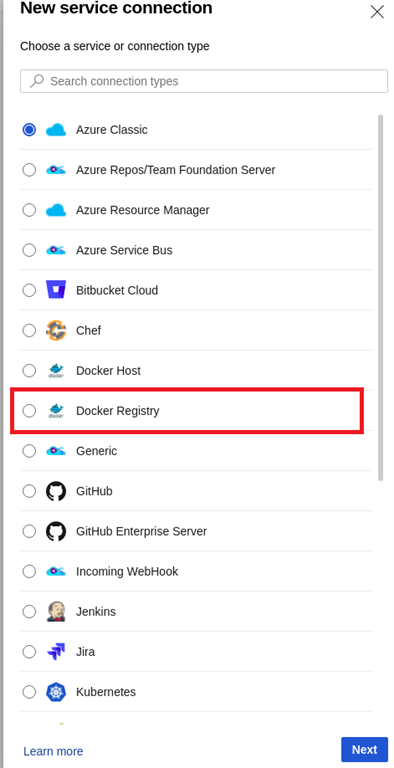 New service connection
Choose a service or connection type
Search connection types
Azure Classic
Azure Repos/Team Foundation Server
Azure Resource Manager
Azure Service Bus
Bitbucket Cloud
Chef
Docker Host
Docker Registry
Generic
GitHub
GitHub Enterprise Server
Incoming WebHook
Jenkins
Jira
Kubernetes
Learn more
Next